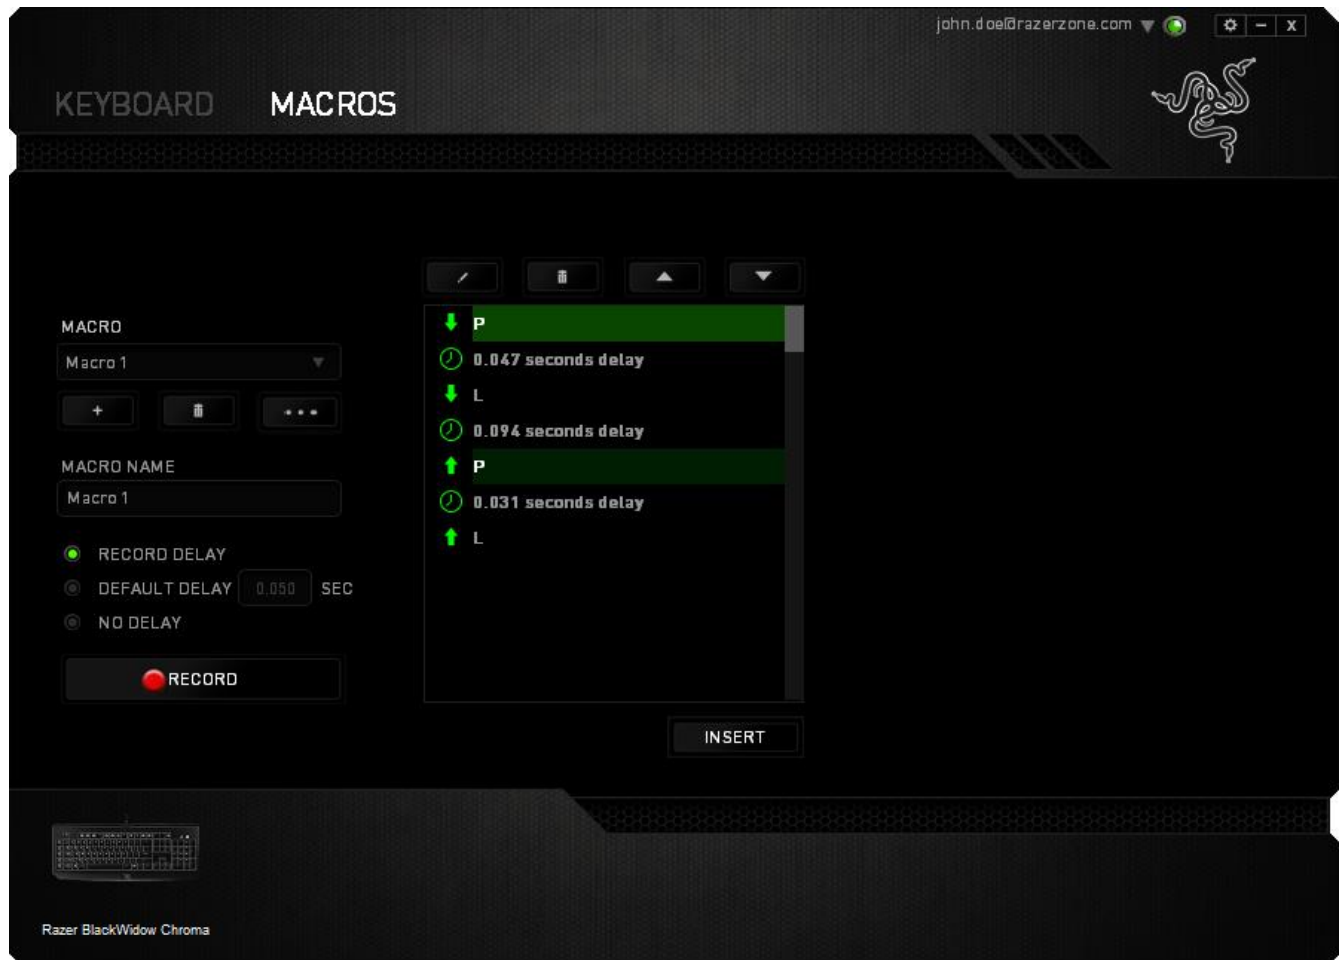 john.doe@razerzone.com
X
KEYBOARD MACROS
MACRO
Macro 1
MACRO NAME
Macro 1
RECORD DELAY
DEFAULT DELAY 0.050 SEC
NO DELAY
RECORD
P
0.047 seconds delay
L
0.094 seconds delay
P
0.031 seconds delay
L
INSERT
Razer BlackWidow Chroma